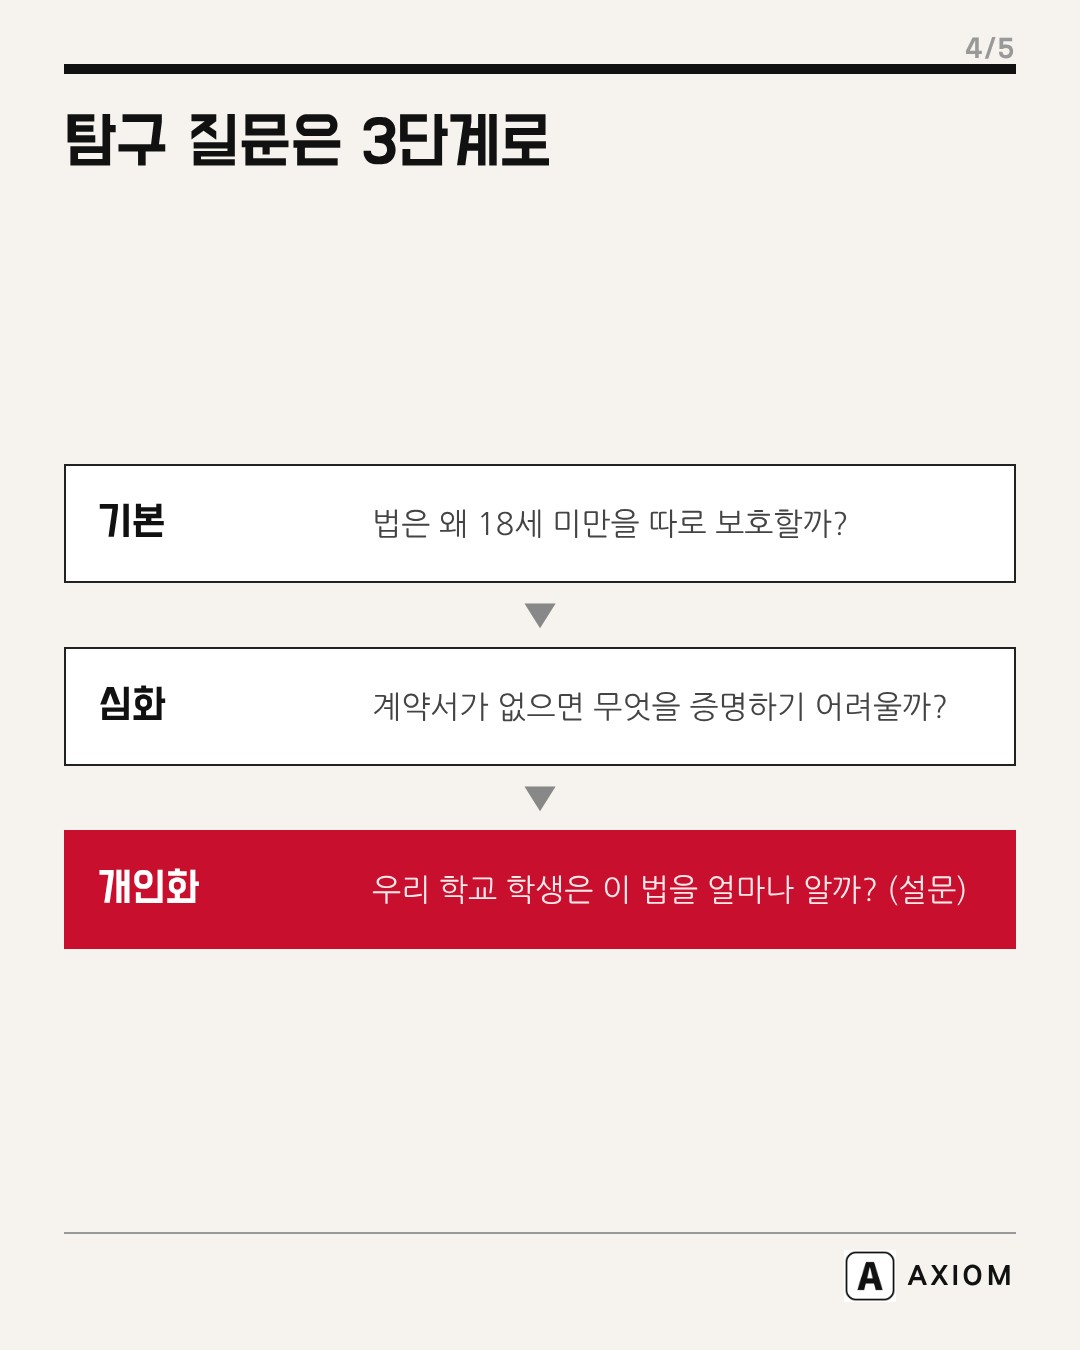 4/5
탐구 질문은 3단계로
기본 법은 왜 18세 미만을 따로 보호할까?
심화 계약서가 없으면 무엇을 증명하기 어려울까?
개인화 우리 학교 학생은 이 법을 얼마나 알까? (설문)
A AXIOM